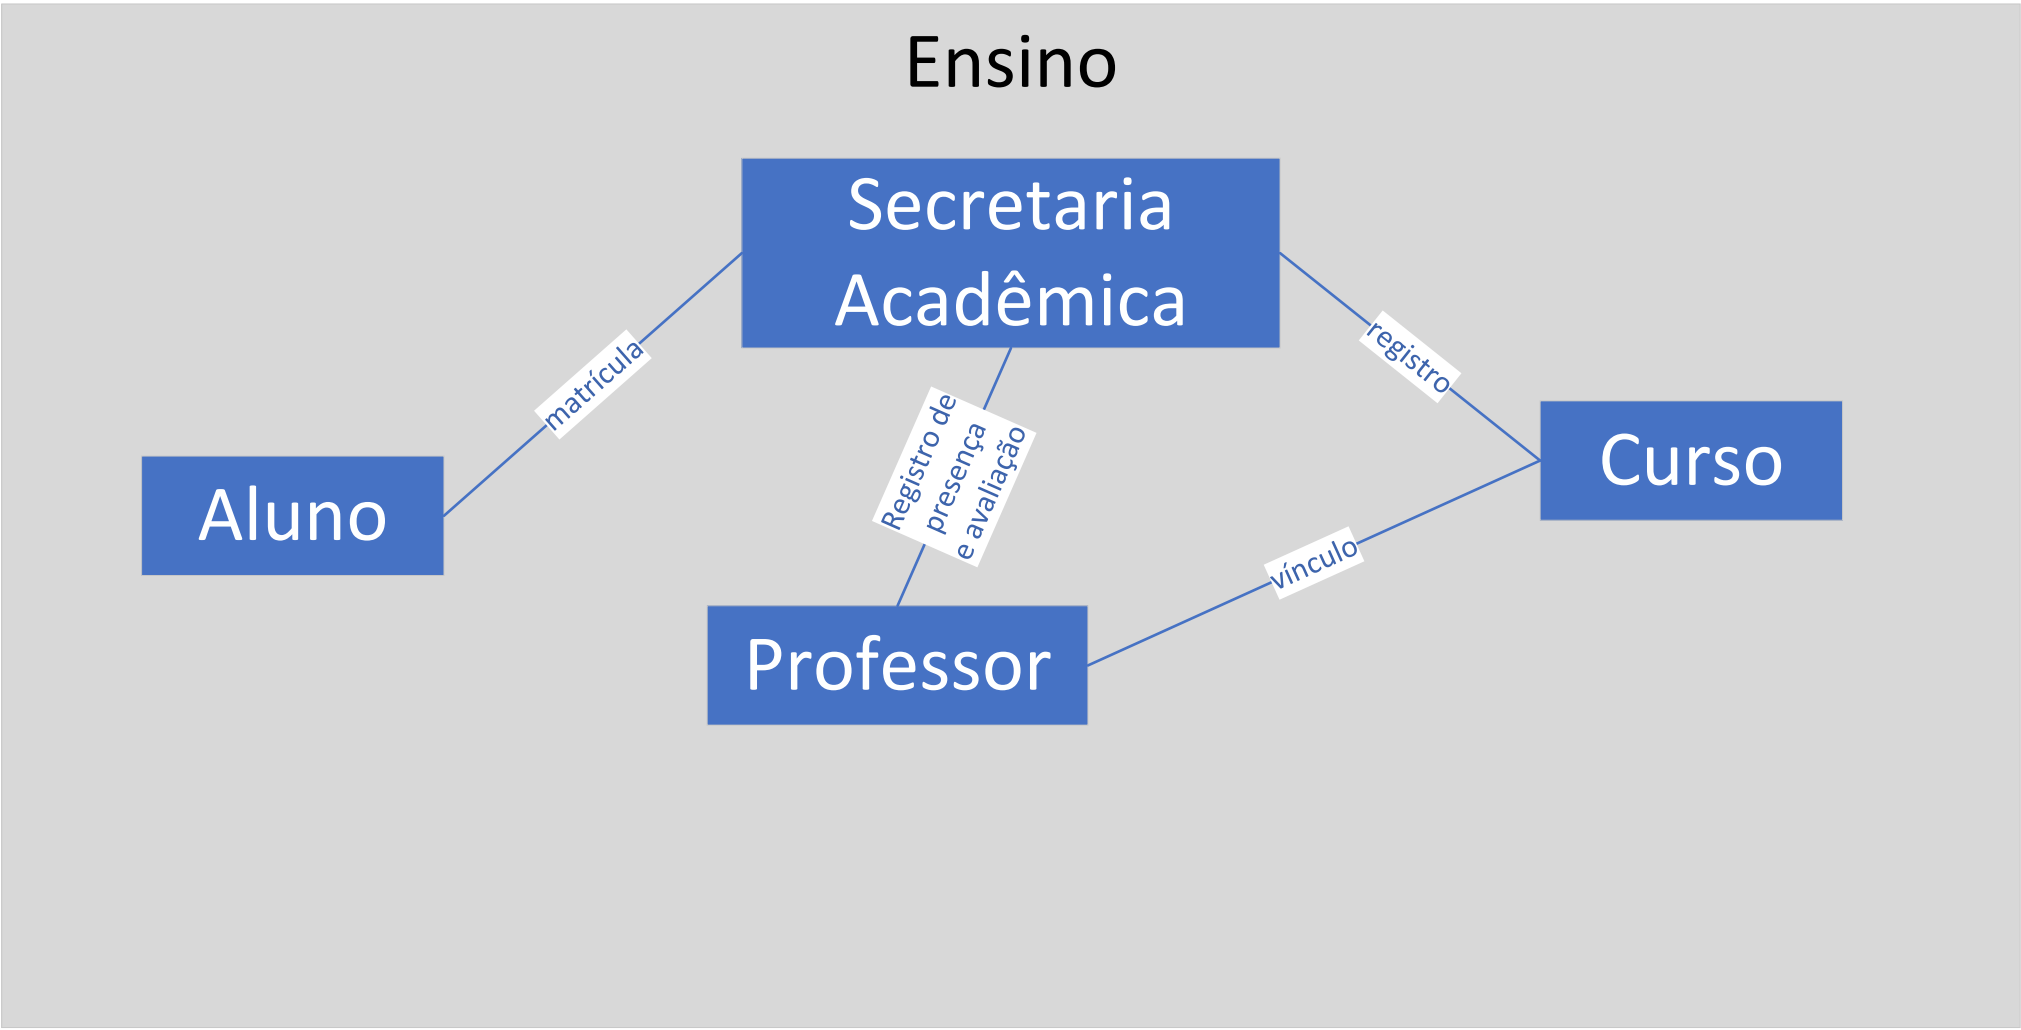 Ensino
Secretaria
Acadêmica
matrícula
registro
Registro de
presença
e avaliação
Curso
Aluno
vínculo
Professor